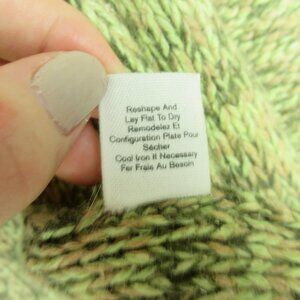 Reshape And
Lay Flat To Dry
Remodelez Et
Configuration Plate Pour
Sécher
Cool Iron If Necessary
Fer Fraie Au Besoin